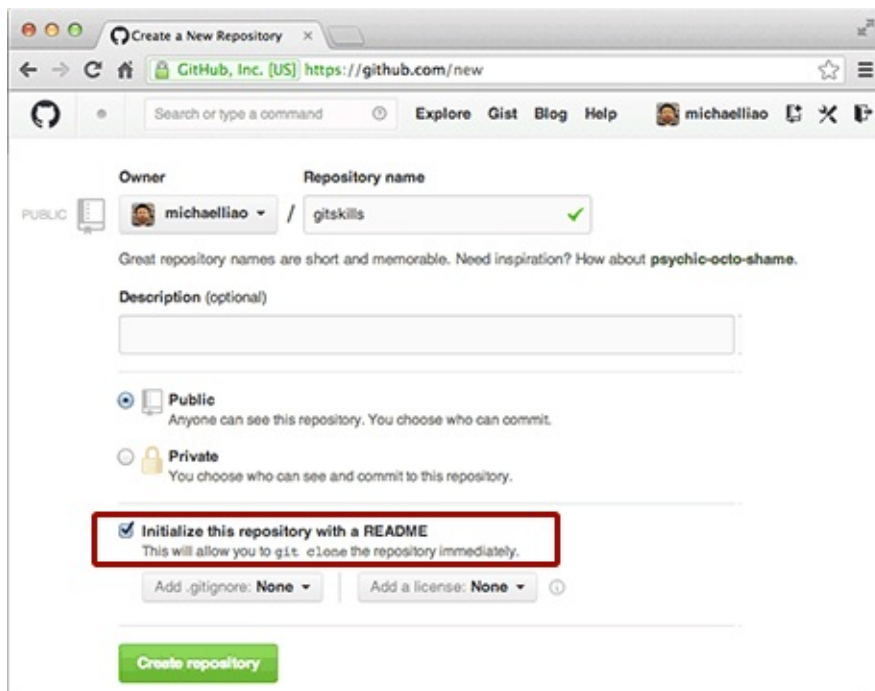 Create a New Repository
GitHub, Inc. [US] https://github.com/new
Search or type a command Explore Gist Blog Help michaelliao
Owner Repository name
PUBLIC michaelliao / gitskills
Great repository names are short and memorable. Need inspiration? How about psychic-octo-shame.
Description (optional)
Public
Anyone can see this repository. You choose who can commit.
Private
You choose who can see and commit to this repository.
Initialize this repository with a README
This will allow you to git clone the repository immediately.
Add .gitignore: None Add a license: None
Create repository